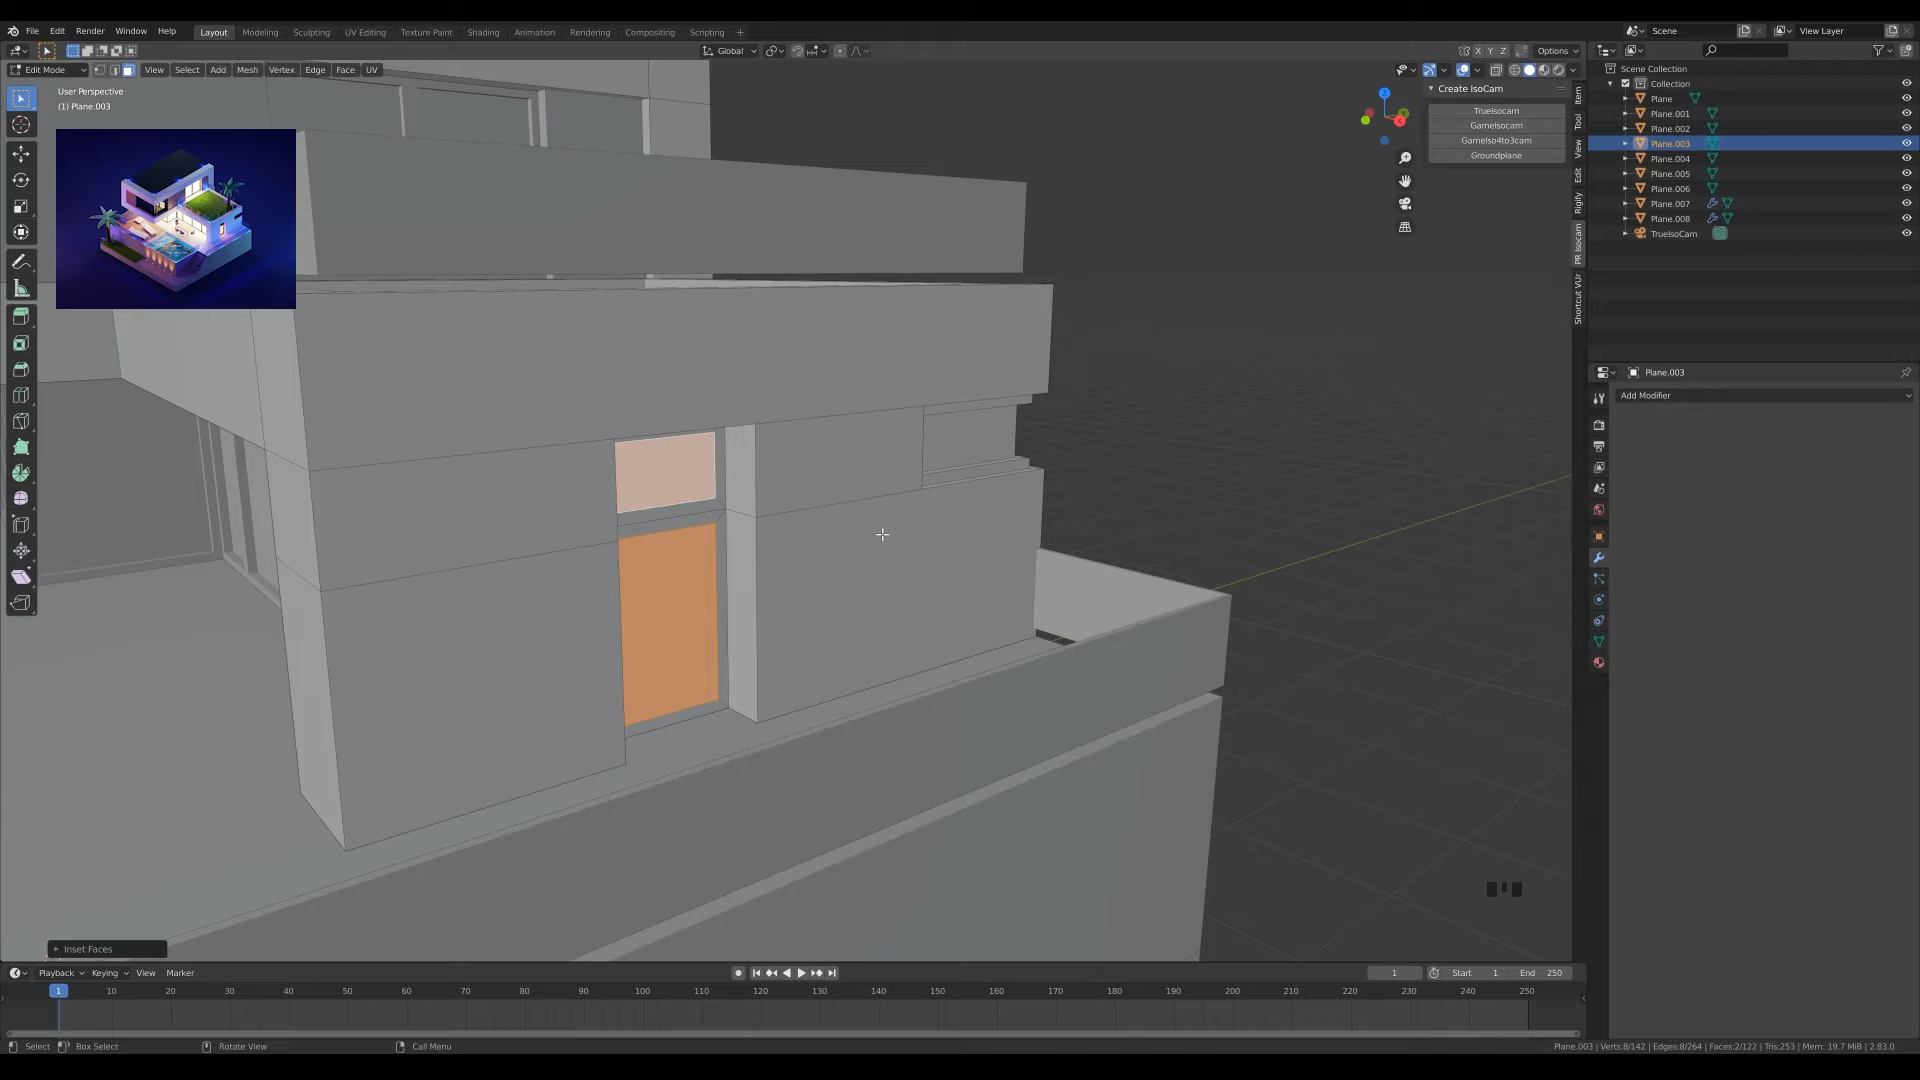 File Edit Render Window Help Layout Modeling Sculpting UV Editing Texture Paint Shading Animation Rendering Compositing Scripting + Scene View Layer
Global X Y Z Options
Edit Mode View Select Add Mesh Vertex Edge Face UV
User Perspective
(1) Plane.003
Create IsoCam
TrueIsocam
GameIsocam
GameIso4to3cam
Groundplane
Item
Tool
View
Edit
Rigify
PR Isocam
Shortcut VUr
Scene Collection
Collection
Plane
Plane.001
Plane.002
Plane.003
Plane.004
Plane.005
Plane.006
Plane.007
Plane.008
TrueIsoCam
Plane.003
Add Modifier
Inset Faces
Playback Keying View Marker 1 Start 1 End 250
1 10 20 30 40 50 60 70 80 90 100 110 120 130 140 150 160 170 180 190 200 210 220 230 240 250
Select Box Select Rotate View Call Menu Plane.003 | Verts:8/142 | Edges:8/264 | Faces:2/122 | Tris:253 | Mem: 19.7 MiB | 2.83.0